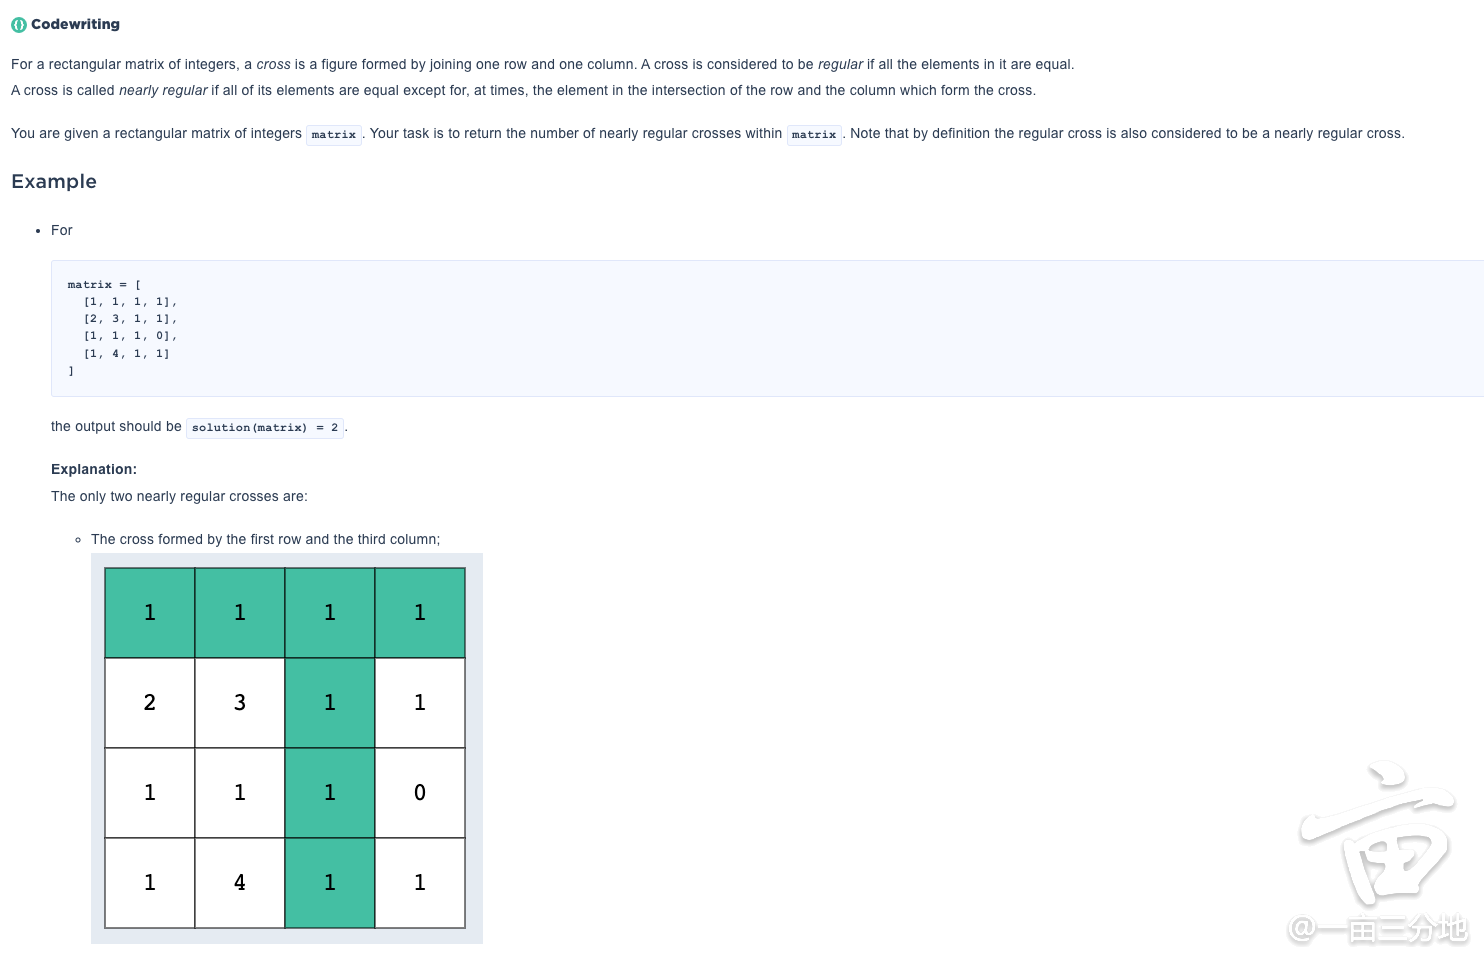 Codewriting
For a rectangular matrix of integers, a cross is a figure formed by joining one row and one column. A cross is considered to be regular if all the elements in it are equal.
A cross is called nearly regular if all of its elements are equal except for, at times, the element in the intersection of the row and the column which form the cross.
You are given a rectangular matrix of integers matrix. Your task is to return the number of nearly regular crosses within matrix. Note that by definition the regular cross is also considered to be a nearly regular cross.
Example
• For
matrix = [
[1, 1, 1, 1],
[2, 3, 1, 1],
[1, 1, 1, 0],
[1, 4, 1, 1]
]
the output should be solution(matrix) = 2.
Explanation:
The only two nearly regular crosses are:
◦ The cross formed by the first row and the third column;
1 1 1 1
2 3 1 1
1 1 1 0
1 4 1 1
亩
@一亩三分地